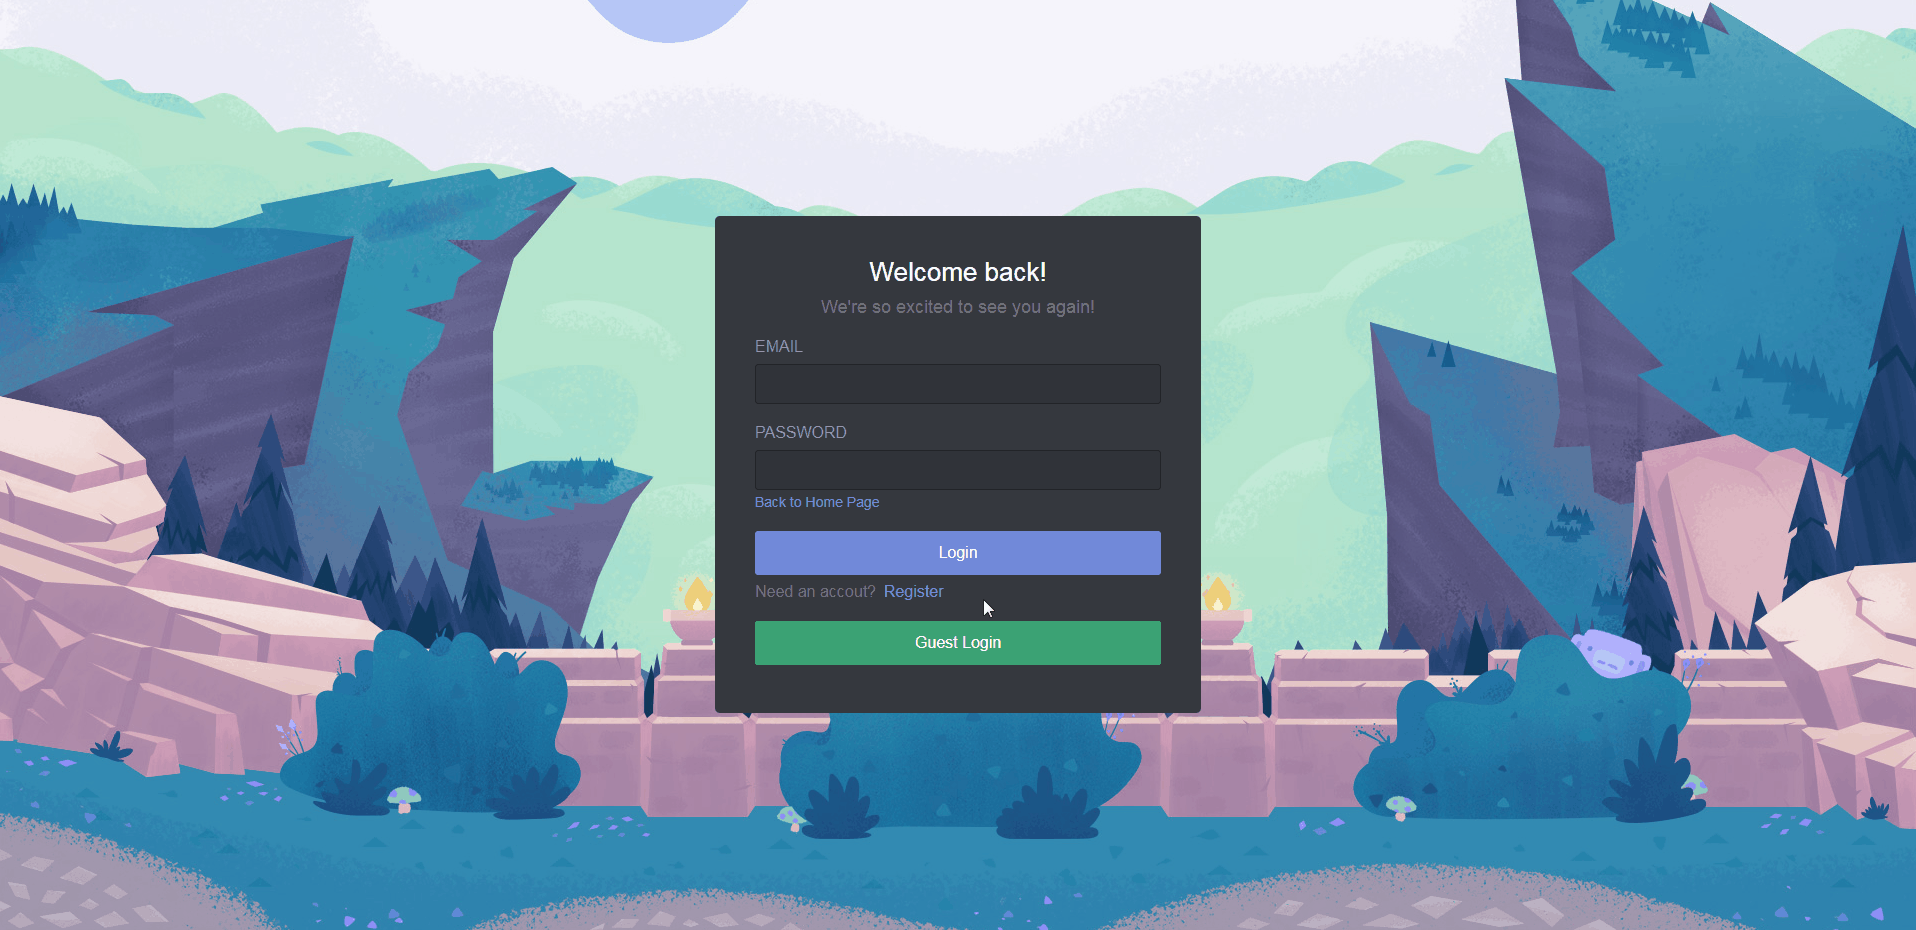 Welcome back!
We're so excited to see you again!
EMAIL
PASSWORD
Back to Home Page
Login
Need an accout? Register
Guest Login